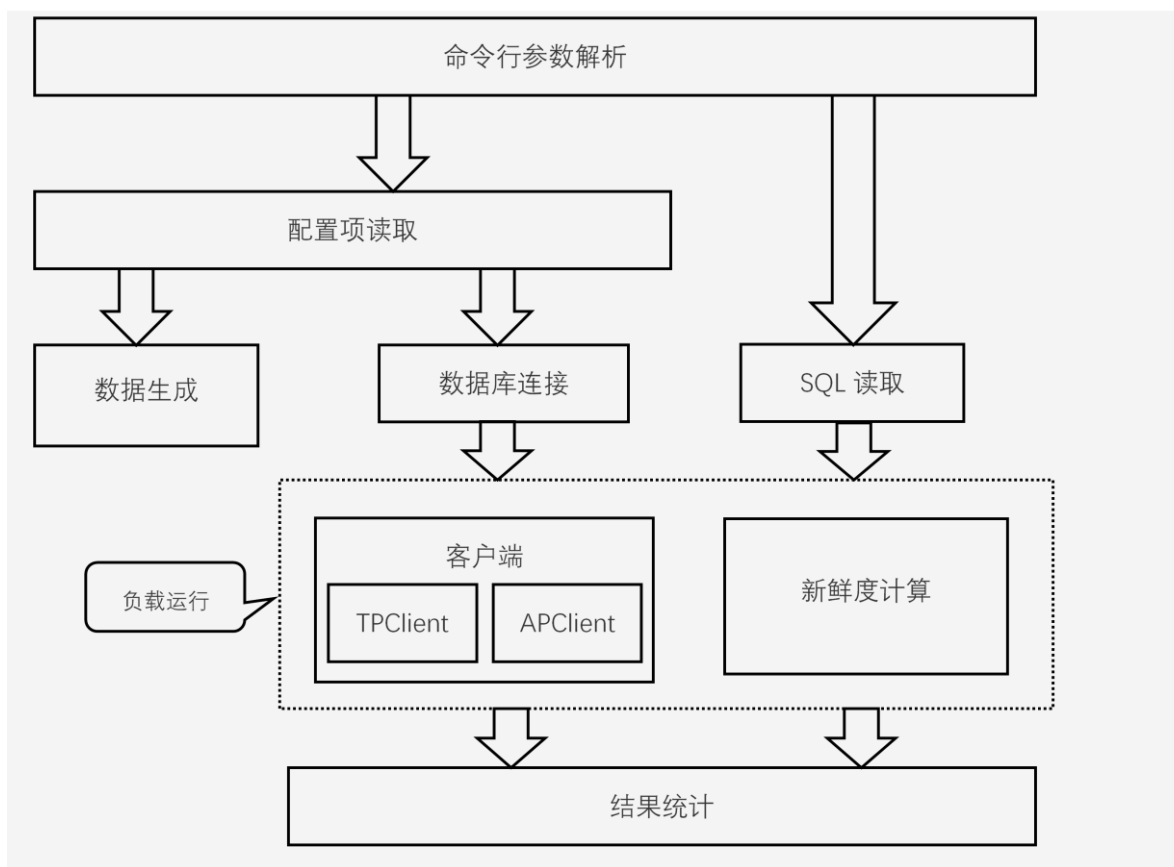 命令行参数解析
配置项读取
数据生成
数据库连接
SQL 读取
客户端
TPClient
APClient
新鲜度计算
负载运行
结果统计